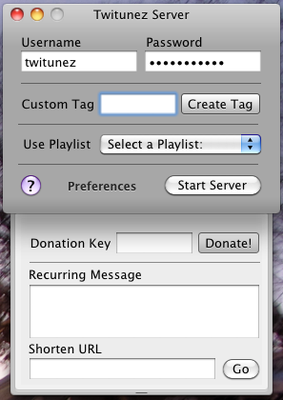 Twitunez Server
Username Password
twitunez •••••••••••
Custom Tag Create Tag
Use Playlist Select a Playlist:
? Preferences Start Server
Donation Key Donate!
Recurring Message
Shorten URL
Go